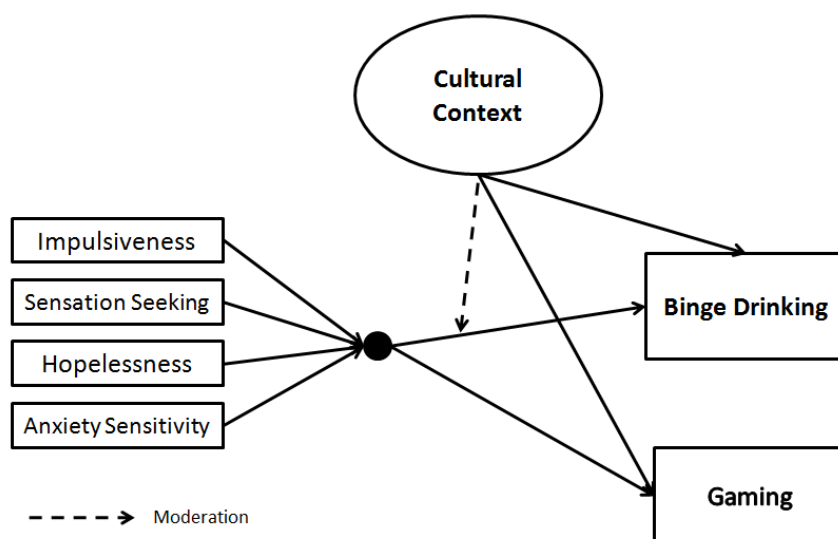 Cultural
Context
Impulsiveness
Sensation Seeking
Hopelessness
Anxiety Sensitivity
Binge Drinking
Gaming
Moderation